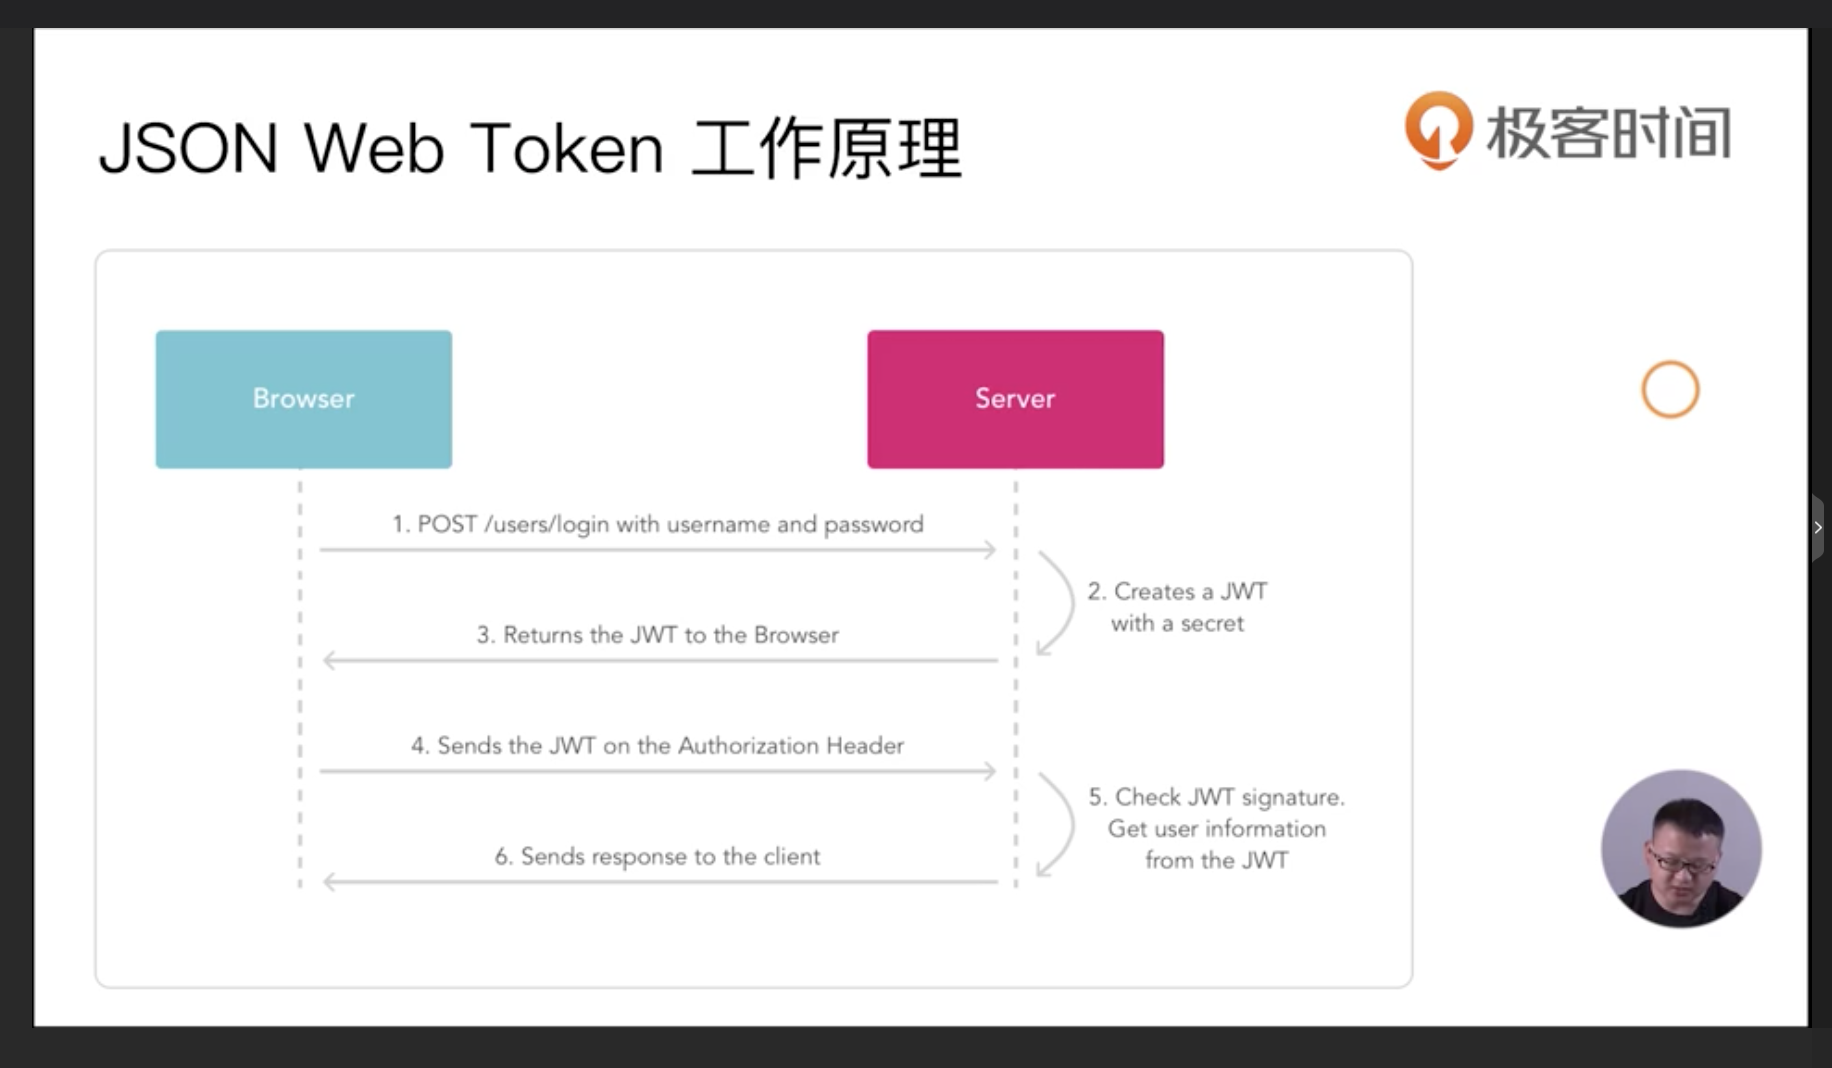 JSON Web Token 工作原理
极客时间
Browser
Server
1. POST /users/login with username and password
2. Creates a JWT
with a secret
3. Returns the JWT to the Browser
4. Sends the JWT on the Authorization Header
5. Check JWT signature.
Get user information
from the JWT
6. Sends response to the client